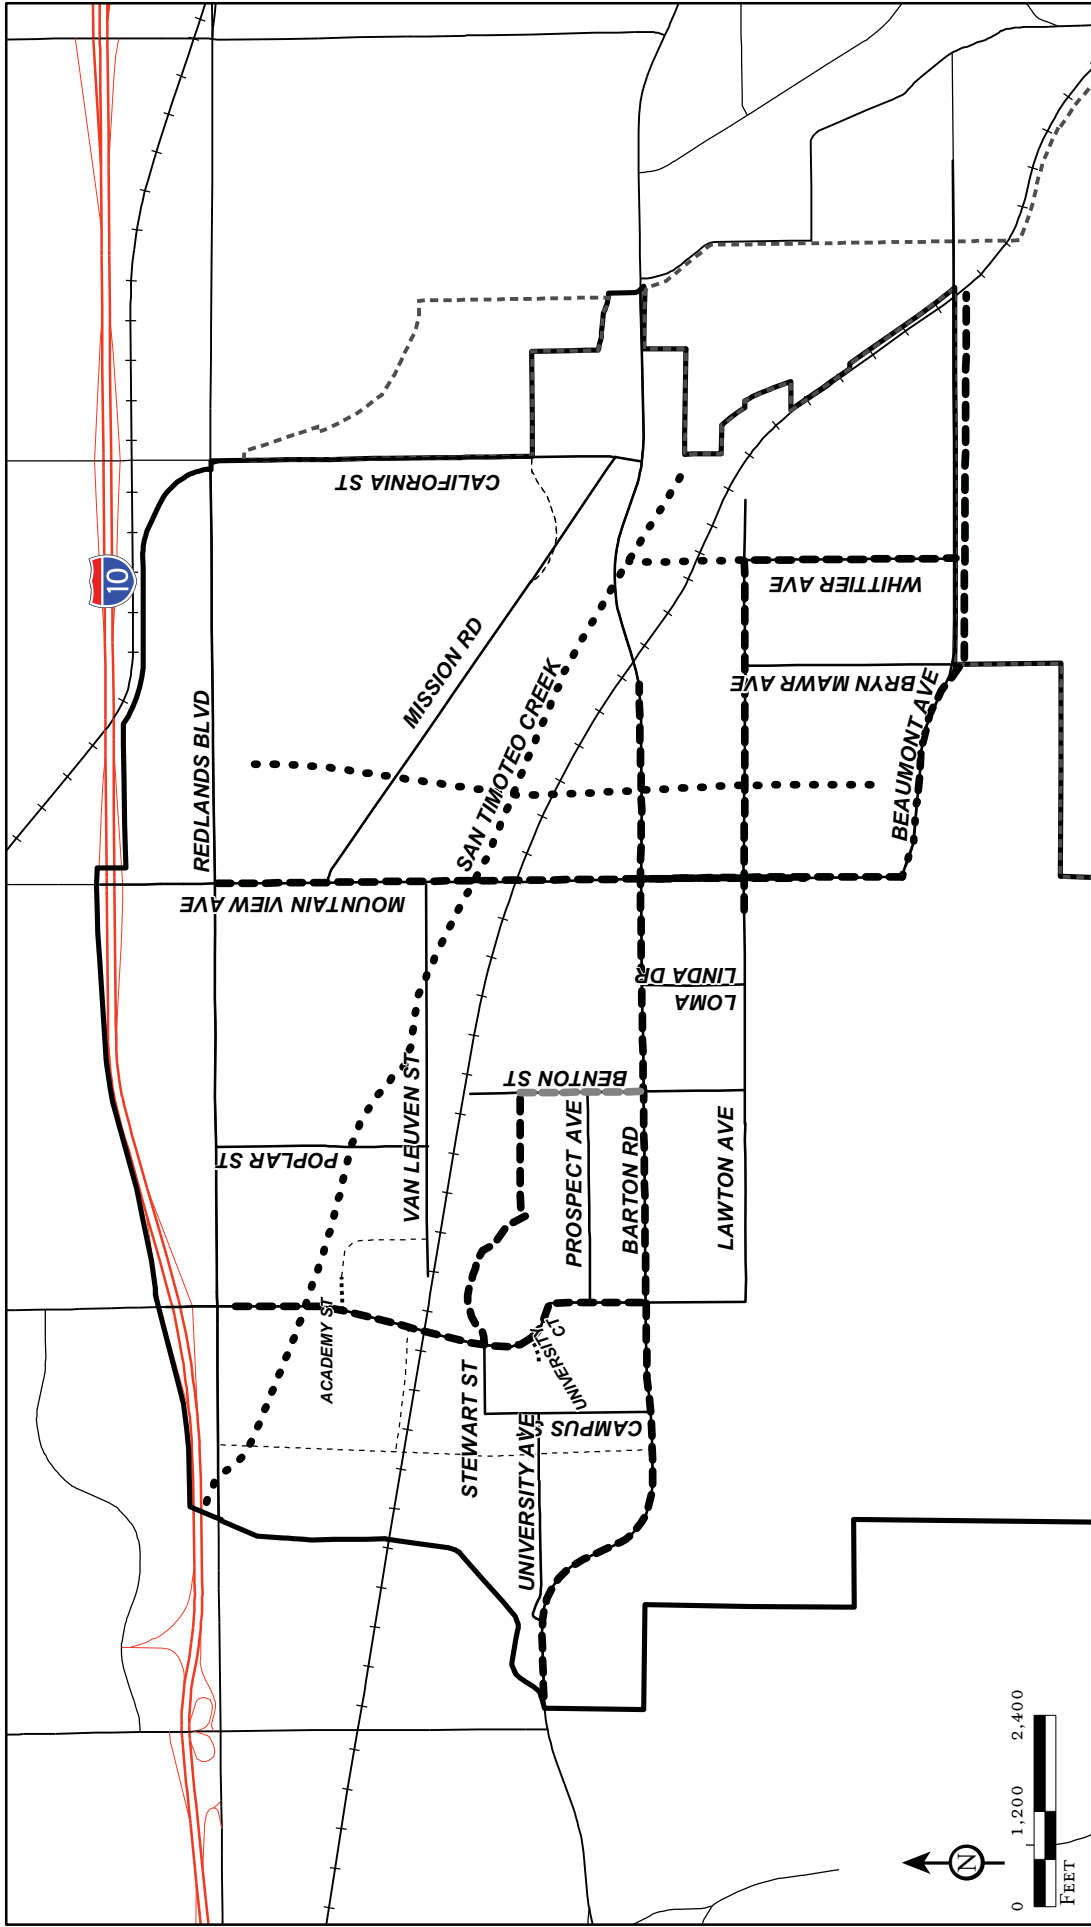 10
REDLANDS BLVD
CALIFORNIA ST
MISSION RD
SAN TIMOTEO CREEK
MOUNTAIN VIEW AVE
WHITTIER AVE
BRYN MAWR AVE
BEAUMONT AVE
LOMA
LINDA DR
BENTON ST
VAN LEUVEN ST
POPLAR ST
PROSPECT AVE
BARTON RD
LAWTON AVE
ACADEMY ST
UNIVERSITY
CT
STEWART ST
CAMPUS S
UNIVERSITY AVE
N
0 1,200 2,400
FEET